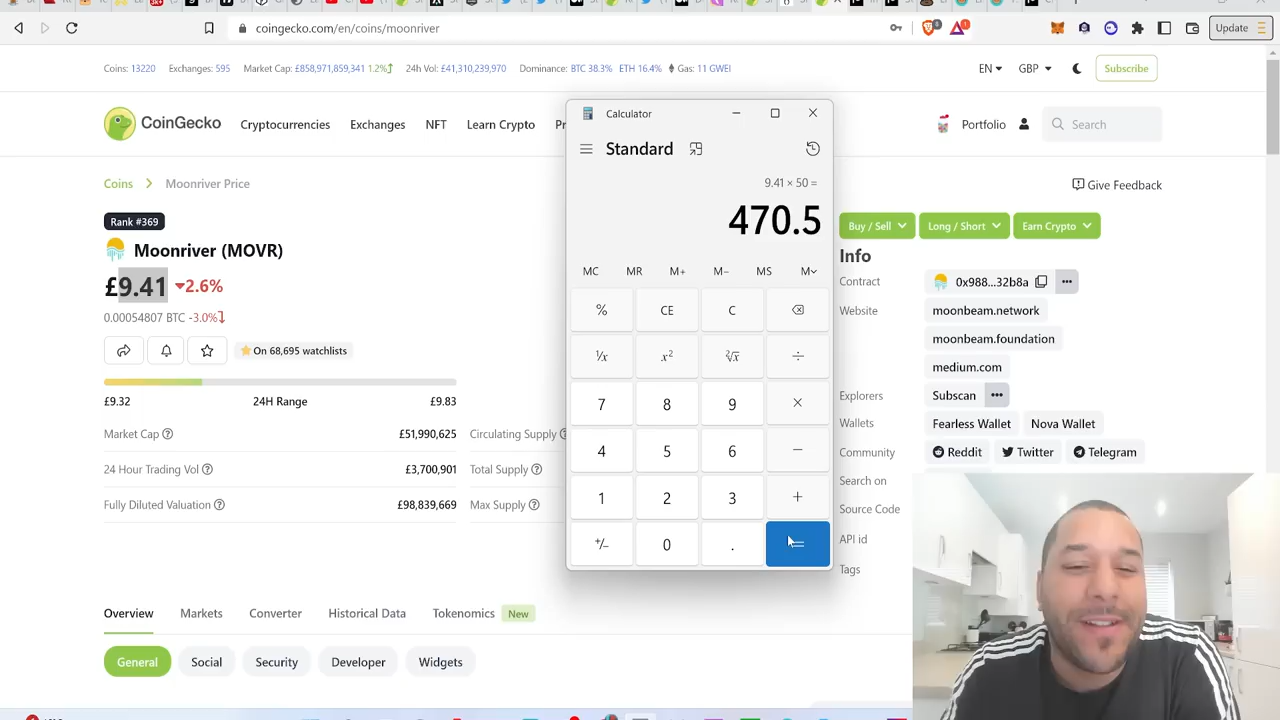 coingecko.com/en/coins/moonriver
Update
Coins: 13220 Exchanges: 595 Market Cap: £858,971,859,341 1.2% 24h Vol: £41,310,239,970 Dominance: BTC 38.3% ETH 16.4% Gas: 11 GWEI
EN GBP Subscribe
CoinGecko Cryptocurrencies Exchanges NFT Learn Crypto Pr
Portfolio Search
Coins Moonriver Price
Give Feedback
Rank #369
Moonriver (MOVR)
£9.41 2.6%
0.00054807 BTC -3.0%
On 68,695 watchlists
£9.32 24H Range £9.83
Market Cap £51,990,625 Circulating Supply
24 Hour Trading Vol £3,700,901 Total Supply
Fully Diluted Valuation £98,839,669 Max Supply
Calculator
Standard
9.41 × 50 =
470.5
MC MR M+ M− MS M
% CE C
¹/x x² ²√x ÷
7 8 9 ×
4 5 6 −
1 2 3 +
+/− 0 . =
Buy / Sell Long / Short Earn Crypto
Info
Contract 0x988...32b8a
Website moonbeam.network
moonbeam.foundation
medium.com
Explorers Subscan
Wallets Fearless Wallet Nova Wallet
Community Reddit Twitter Telegram
Search on
Source Code
API id
Tags
Overview Markets Converter Historical Data Tokenomics New
General Social Security Developer Widgets